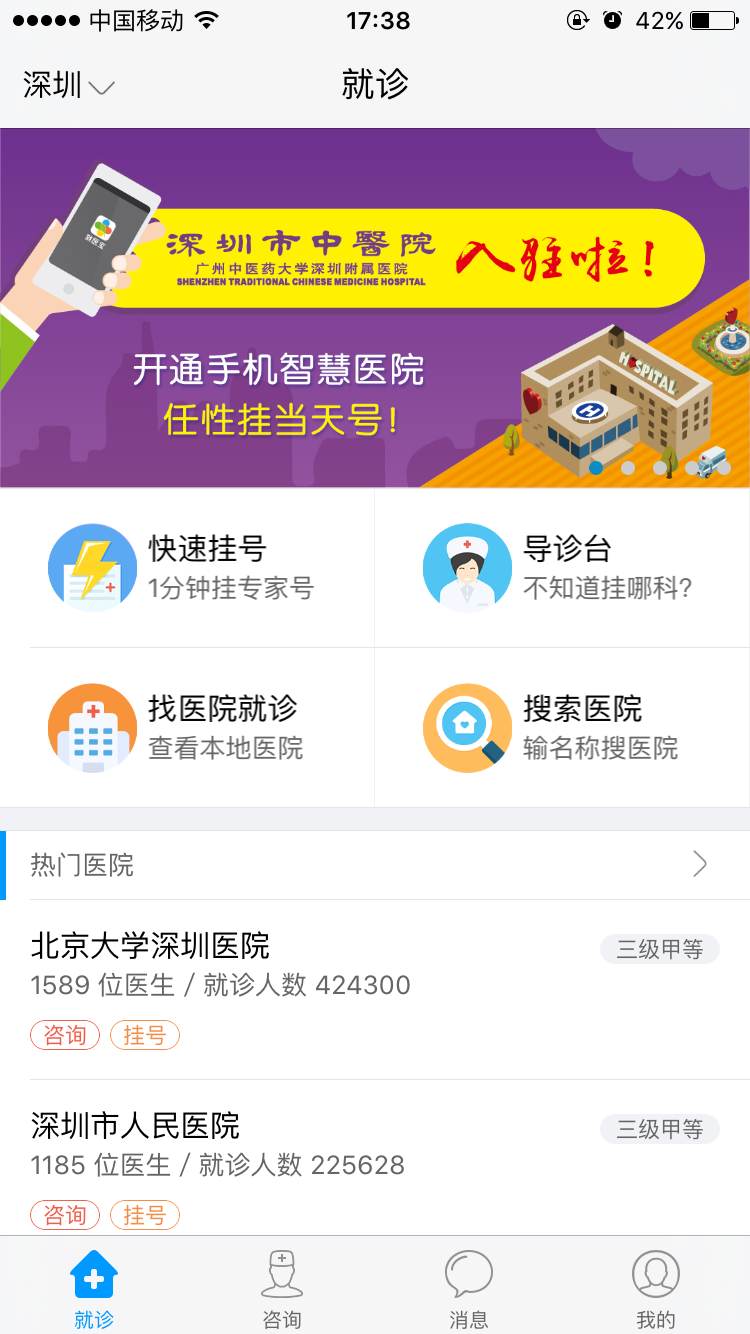 中国移动 17:38 42%
深圳 就诊
就医宝
深圳市中醫院 入驻啦！
广州中医药大学深圳附属医院
SHENZHEN TRADITIONAL CHINESE MEDICINE HOSPITAL
开通手机智慧医院
任性挂当天号！
HOSPITAL
H
快速挂号
1分钟挂专家号
导诊台
不知道挂哪科?
找医院就诊
查看本地医院
搜索医院
输名称搜医院
热门医院
北京大学深圳医院 三级甲等
1589 位医生 / 就诊人数 424300
咨询 挂号
深圳市人民医院 三级甲等
1185 位医生 / 就诊人数 225628
咨询 挂号
就诊 咨询 消息 我的